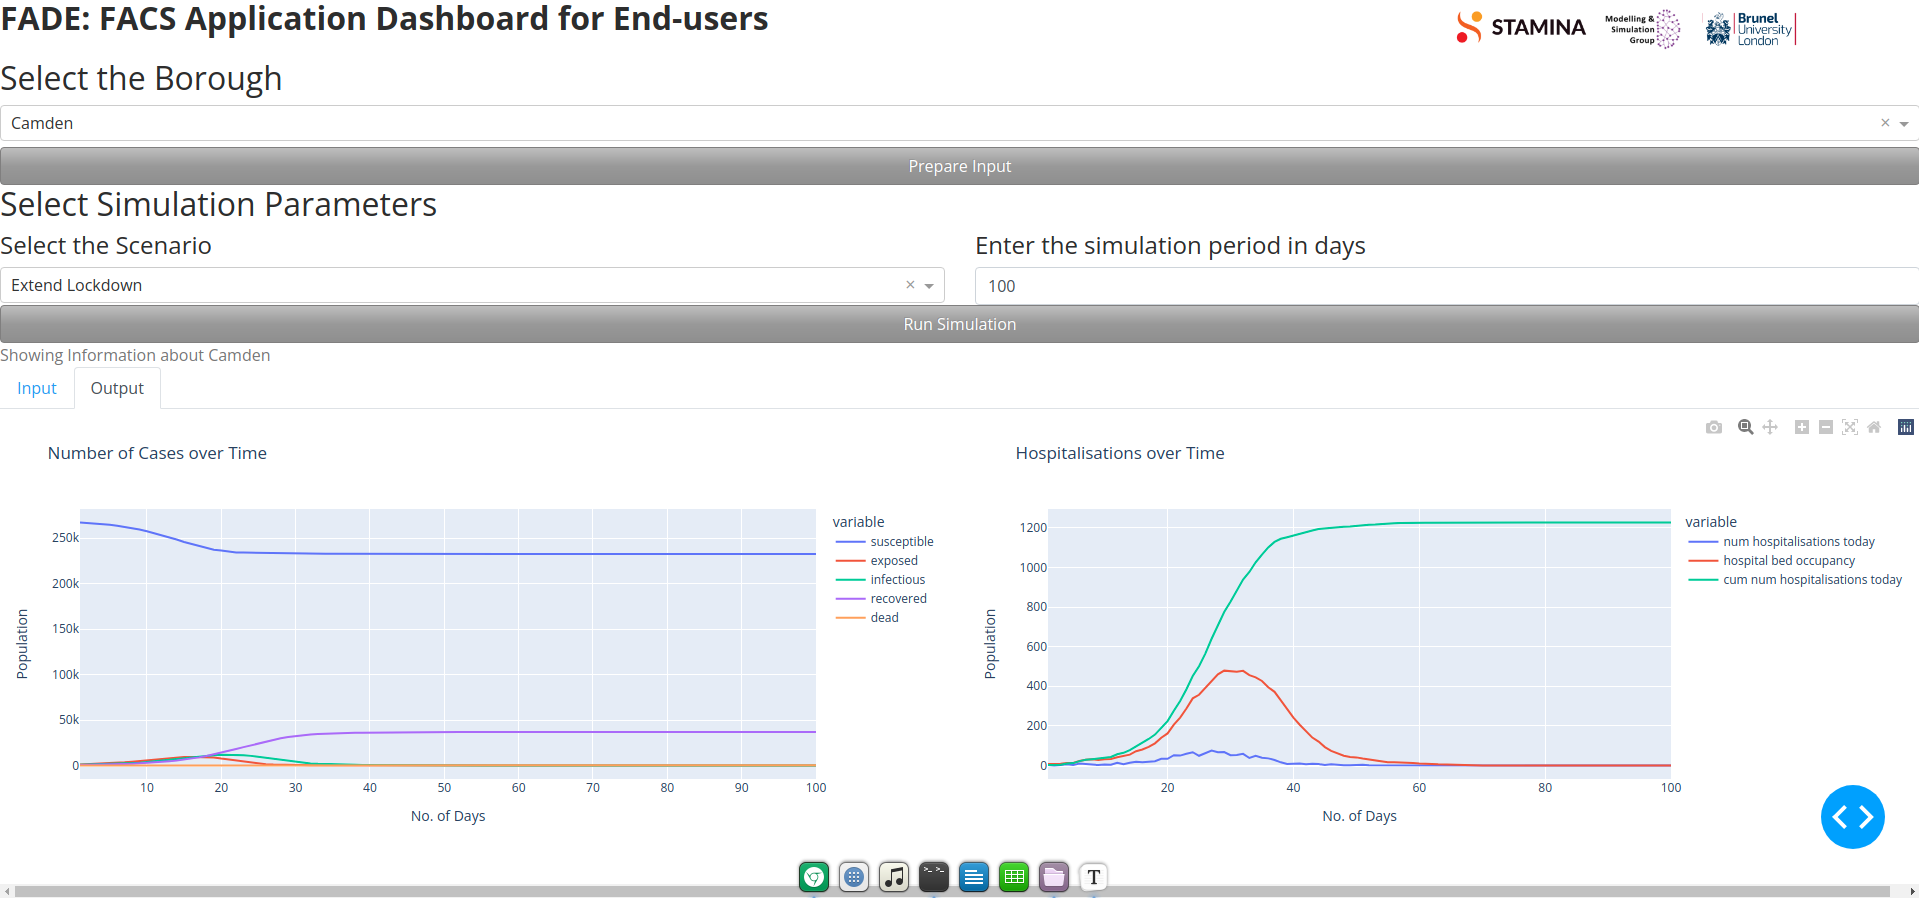 FADE: FACS Application Dashboard for End-users
STAMINA
Modelling &
Simulation
Group
Brunel
University
London
Select the Borough
Camden
Prepare Input
Select Simulation Parameters
Select the Scenario
Enter the simulation period in days
Extend Lockdown
100
Run Simulation
Showing Information about Camden
Input
Output
Number of Cases over Time
250k
200k
150k
100k
50k
0
Population
10 20 30 40 50 60 70 80 90 100
No. of Days
variable
susceptible
exposed
infectious
recovered
dead
Hospitalisations over Time
1200
1000
800
600
400
200
0
Population
20 40 60 80 100
No. of Days
variable
num hospitalisations today
hospital bed occupancy
cum num hospitalisations today
T